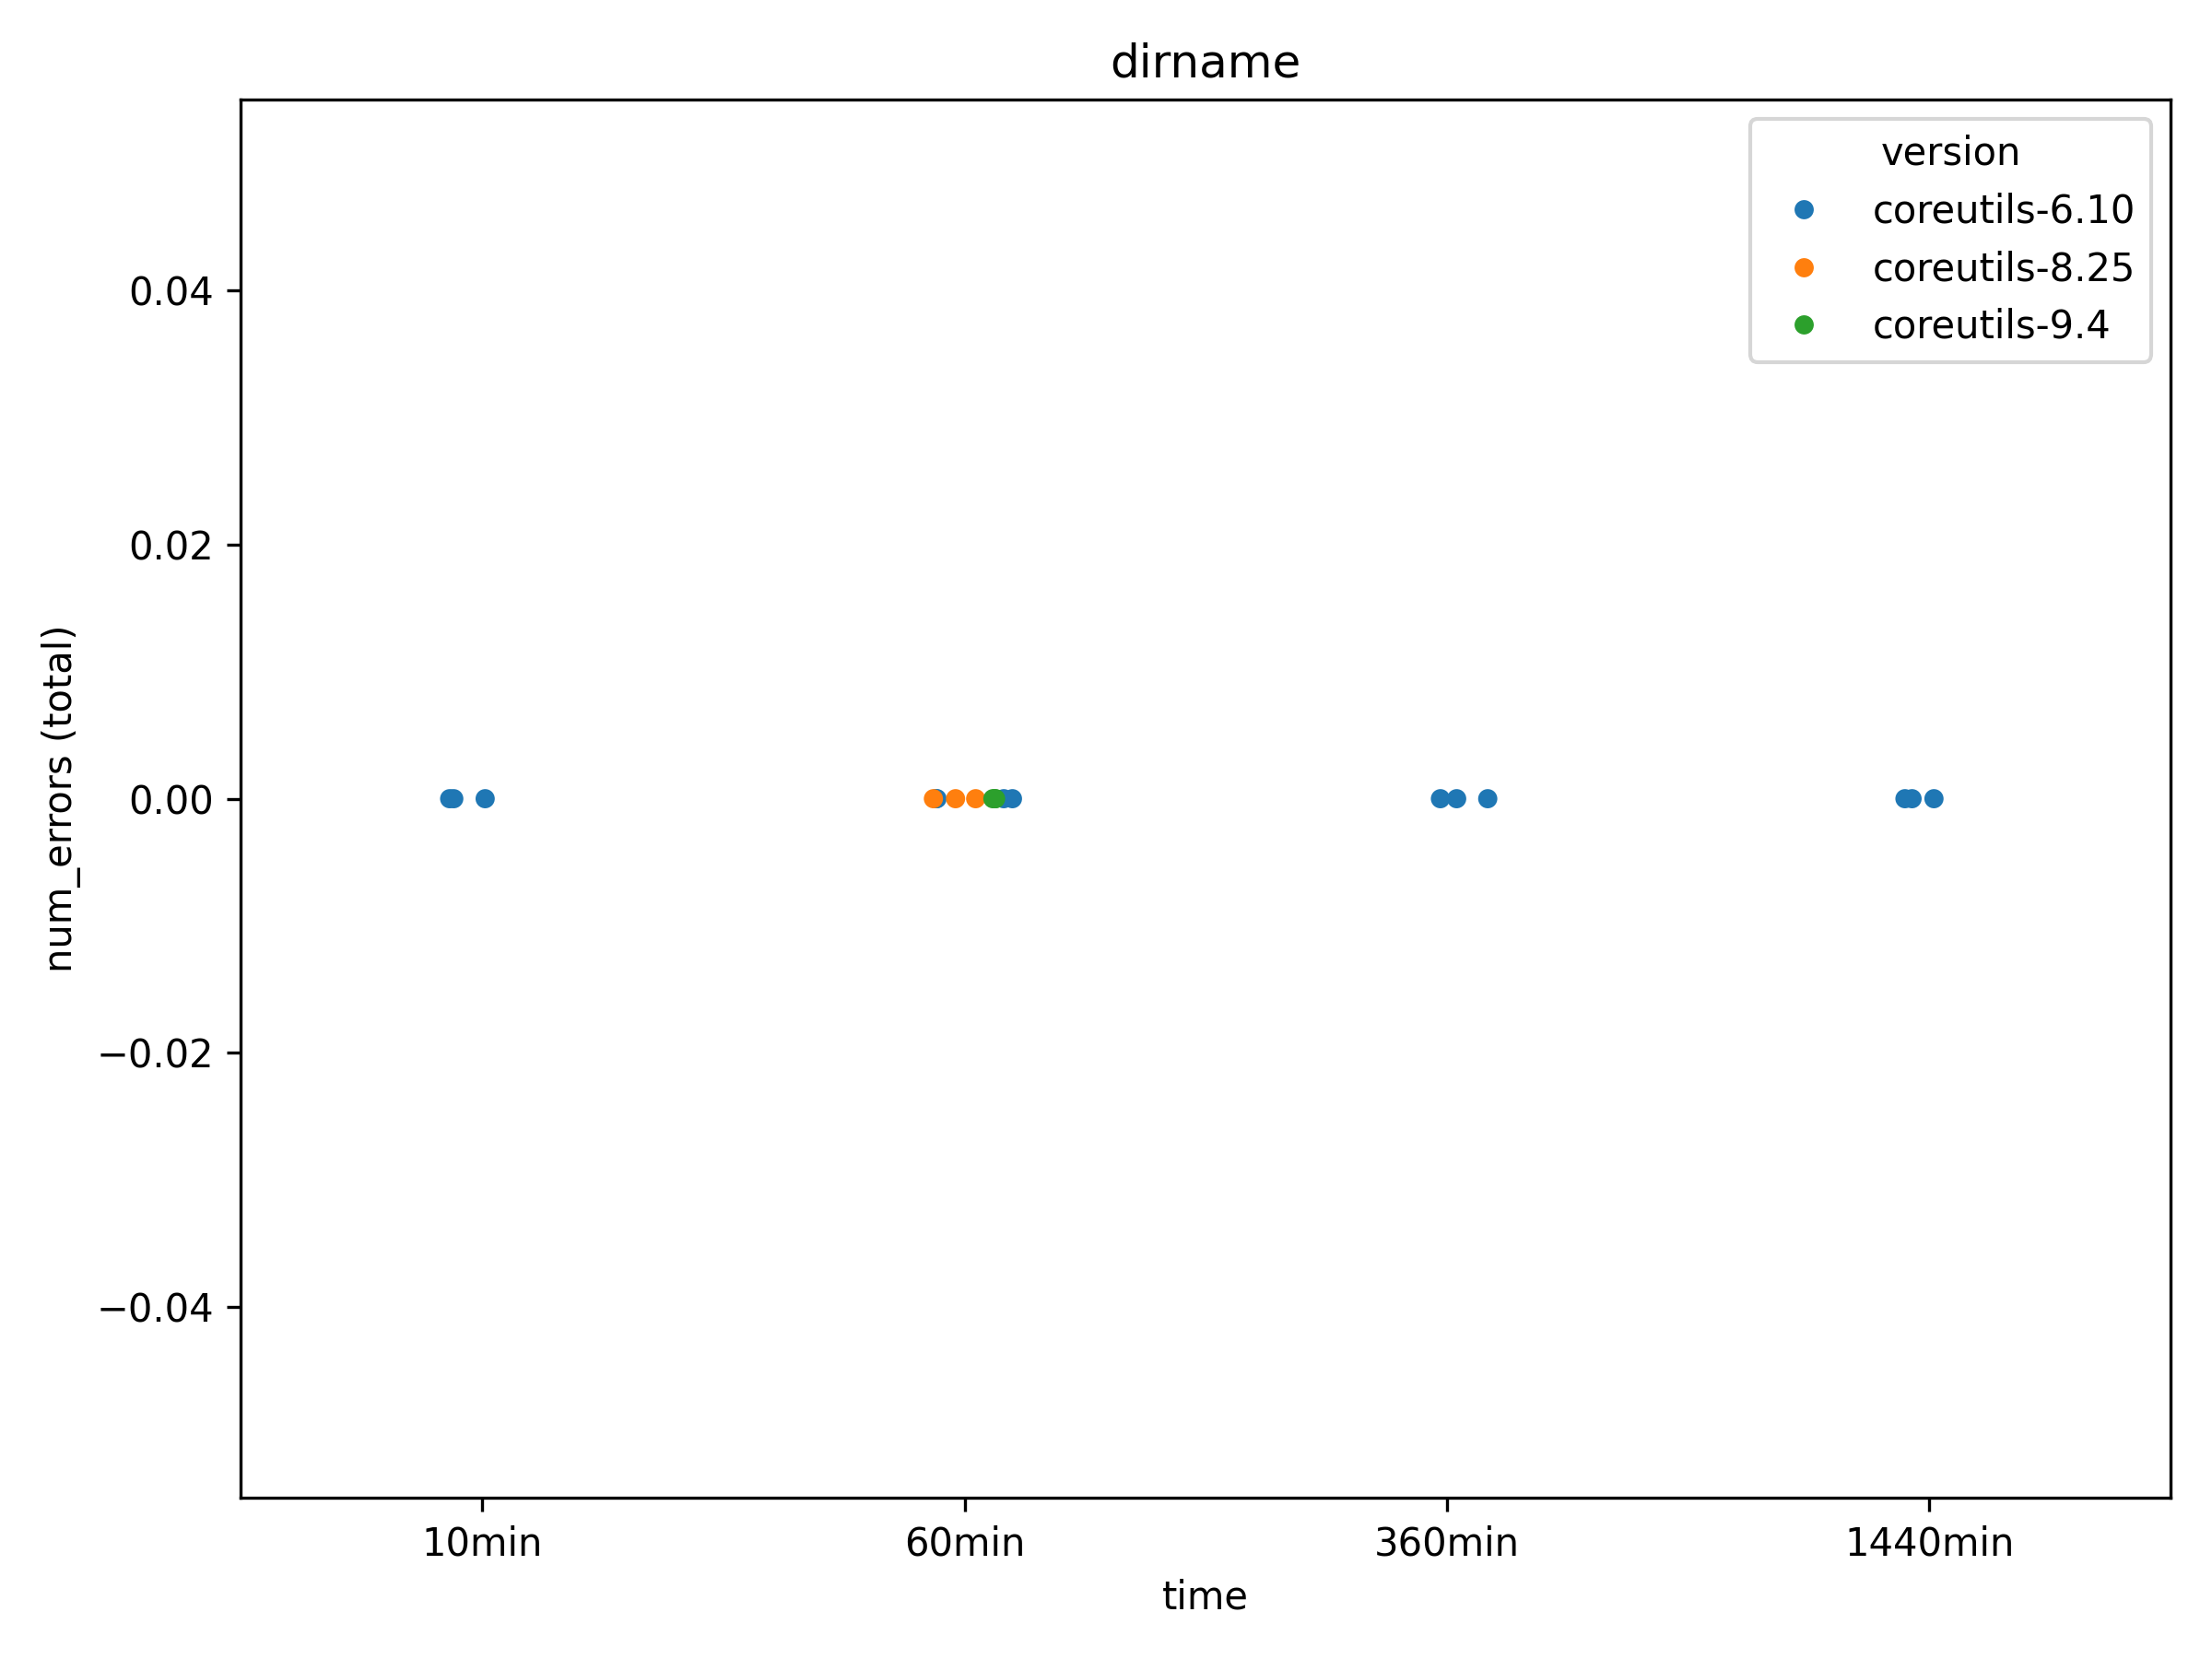 dirname
version
coreutils-6.10
coreutils-8.25
coreutils-9.4
num_errors (total)
0.04
0.02
0.00
−0.02
−0.04
10min 60min 360min 1440min
time